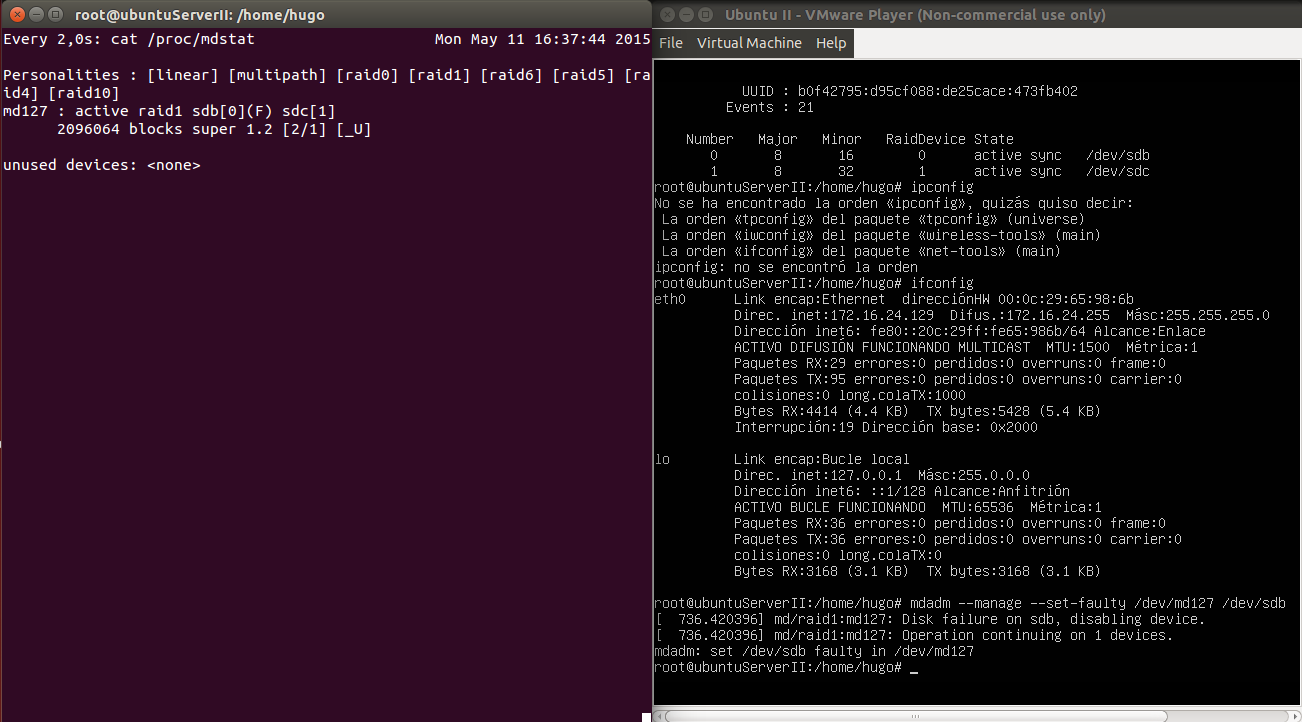 root@ubuntuServerII: /home/hugo
Every 2,0s: cat /proc/mdstat Mon May 11 16:37:44 2015
Personalities : [linear] [multipath] [raid0] [raid1] [raid6] [raid5] [ra
id4] [raid10]
md127 : active raid1 sdb[0](F) sdc[1]
2096064 blocks super 1.2 [2/1] [_U]
unused devices: <none>
Ubuntu II - VMware Player (Non-commercial use only)
File Virtual Machine Help
UUID : b0f42795:d95cf088:de25cace:473fb402
Events : 21
Number Major Minor RaidDevice State
0 8 16 0 active sync /dev/sdb
1 8 32 1 active sync /dev/sdc
root@ubuntuServerII:/home/hugo# ipconfig
No se ha encontrado la orden «ipconfig», quizás quiso decir:
La orden «tpconfig» del paquete «tpconfig» (universe)
La orden «iwconfig» del paquete «wireless-tools» (main)
La orden «ifconfig» del paquete «net-tools» (main)
ipconfig: no se encontró la orden
root@ubuntuServerII:/home/hugo# ifconfig
eth0 Link encap:Ethernet direcciónHW 00:0c:29:65:98:6b
Direc. inet:172.16.24.129 Difus.:172.16.24.255 Másc:255.255.255.0
Dirección inet6: fe80::20c:29ff:fe65:986b/64 Alcance:Enlace
ACTIVO DIFUSIÓN FUNCIONANDO MULTICAST MTU:1500 Métrica:1
Paquetes RX:29 errores:0 perdidos:0 overruns:0 frame:0
Paquetes TX:95 errores:0 perdidos:0 overruns:0 carrier:0
colisiones:0 long.colaTX:1000
Bytes RX:4414 (4.4 KB) TX bytes:5428 (5.4 KB)
Interrupción:19 Dirección base: 0x2000
lo Link encap:Bucle local
Direc. inet:127.0.0.1 Másc:255.0.0.0
Dirección inet6: ::1/128 Alcance:Anfitrión
ACTIVO BUCLE FUNCIONANDO MTU:65536 Métrica:1
Paquetes RX:36 errores:0 perdidos:0 overruns:0 frame:0
Paquetes TX:36 errores:0 perdidos:0 overruns:0 carrier:0
colisiones:0 long.colaTX:0
Bytes RX:3168 (3.1 KB) TX bytes:3168 (3.1 KB)
root@ubuntuServerII:/home/hugo# mdadm --manage --set-faulty /dev/md127 /dev/sdb
[ 736.420396] md/raid1:md127: Disk failure on sdb, disabling device.
[ 736.420396] md/raid1:md127: Operation continuing on 1 devices.
mdadm: set /dev/sdb faulty in /dev/md127
root@ubuntuServerII:/home/hugo# _